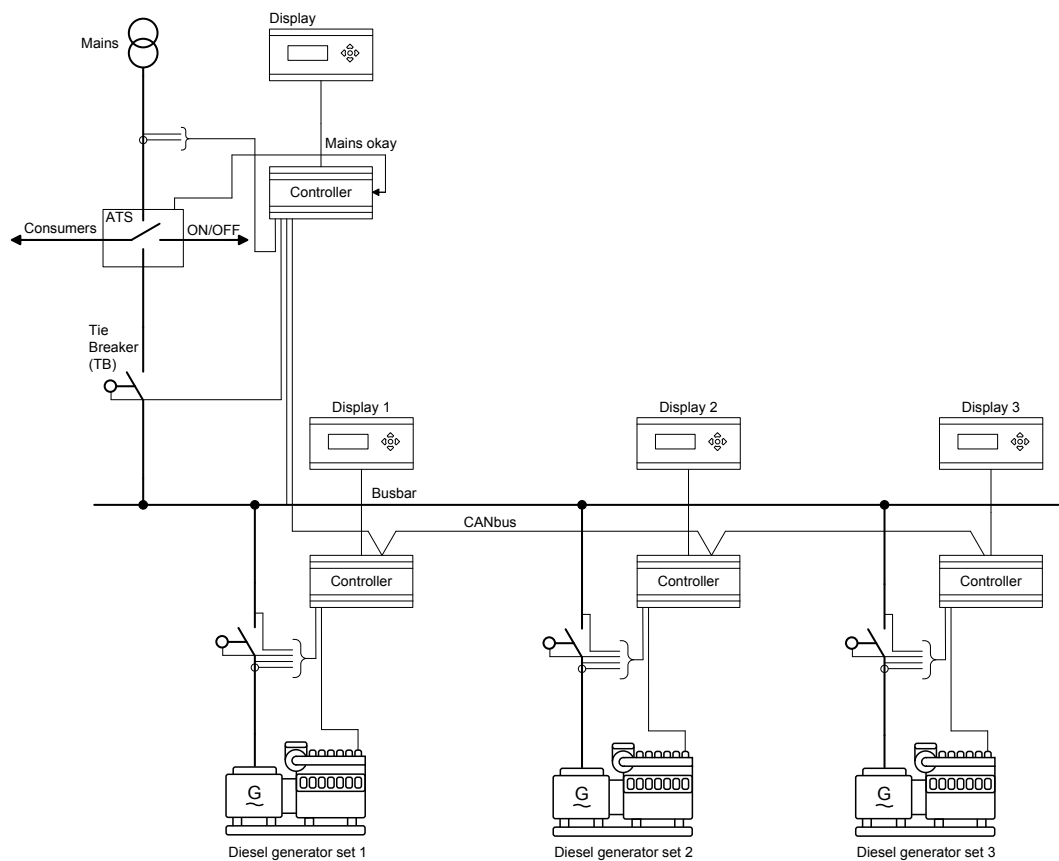 Display
Mains
Mains okay
Controller
ATS
Consumers
ON/OFF
Tie
Breaker
(TB)
Display 1
Display 2
Display 3
Busbar
CANbus
Controller
Controller
Controller
G
G
G
Diesel generator set 1
Diesel generator set 2
Diesel generator set 3